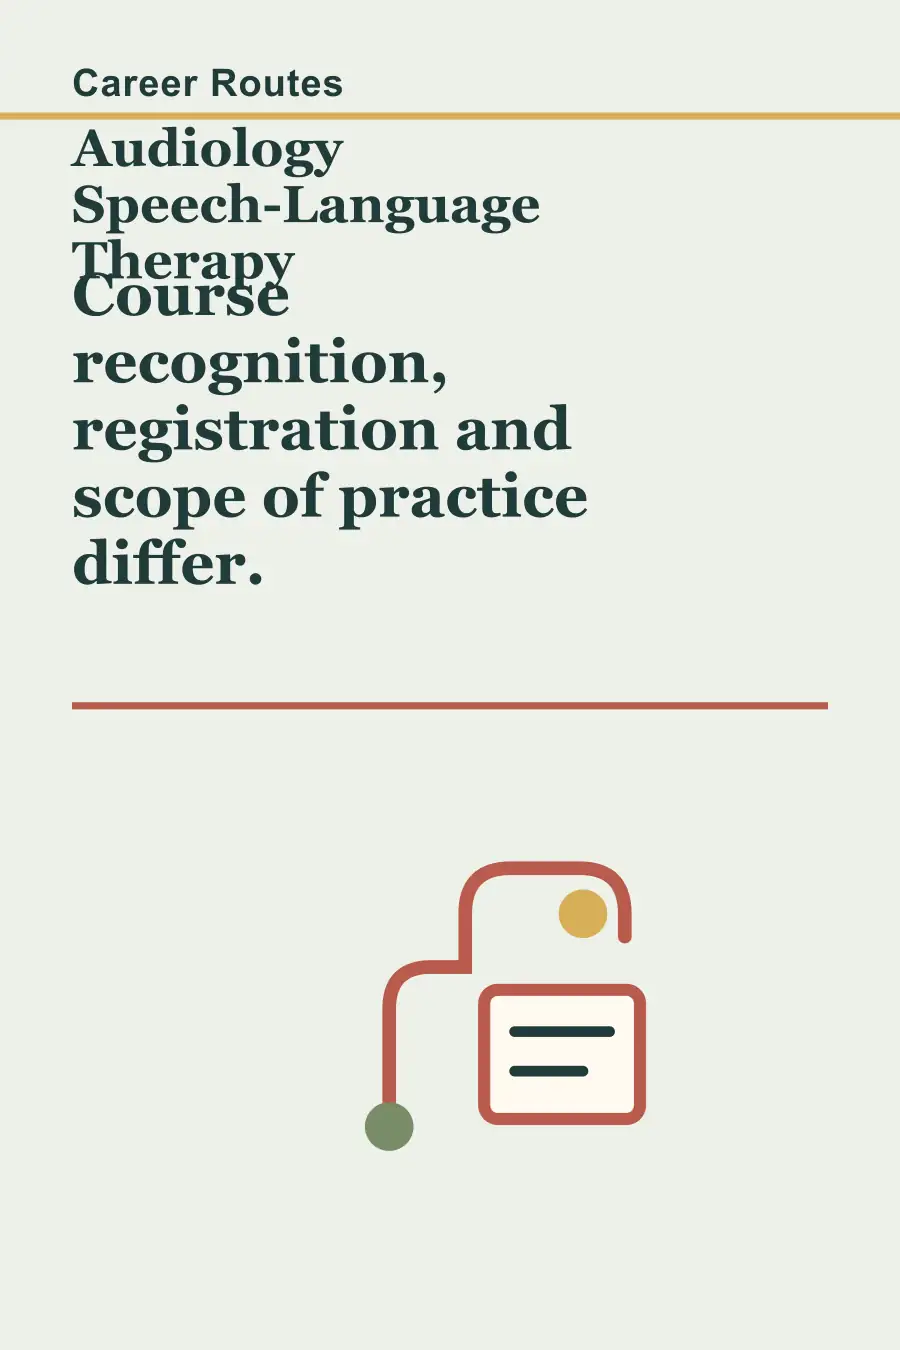 Career Routes
Audiology
Speech-Language
Therapy
Course
recognition,
registration and
scope of practice
differ.